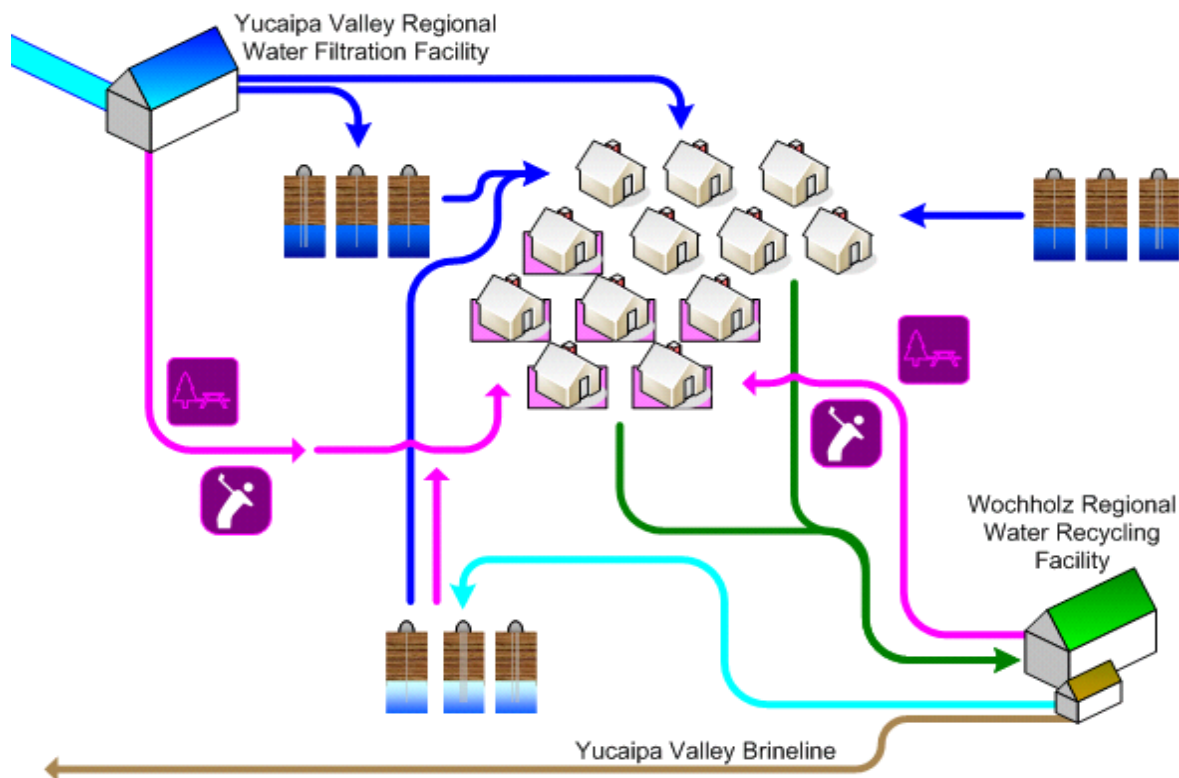 Yucaipa Valley Regional
Water Filtration Facility
Wochholz Regional
Water Recycling
Facility
Yucaipa Valley Brineline